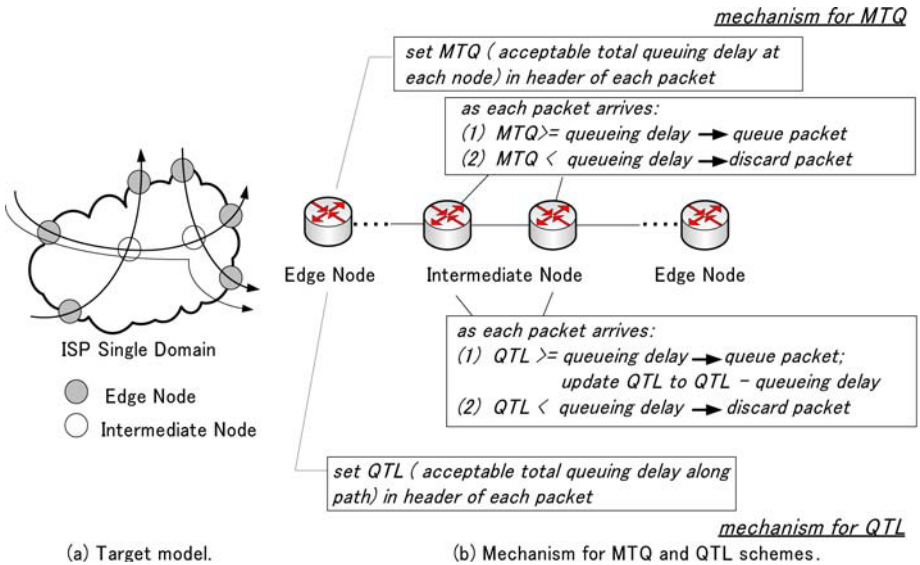 mechanism for MTQ
set MTQ ( acceptable total queuing delay at
each node) in header of each packet
as each packet arrives:
(1) MTQ>= queueing delay → queue packet
(2) MTQ < queueing delay → discard packet
Edge Node
Intermediate Node
Edge Node
ISP Single Domain
Edge Node
Intermediate Node
as each packet arrives:
(1) QTL >= queueing delay → queue packet;
update QTL to QTL - queueing delay
(2) QTL < queueing delay → discard packet
set QTL ( acceptable total queuing delay along
path) in header of each packet
mechanism for QTL
(a) Target model.
(b) Mechanism for MTQ and QTL schemes.